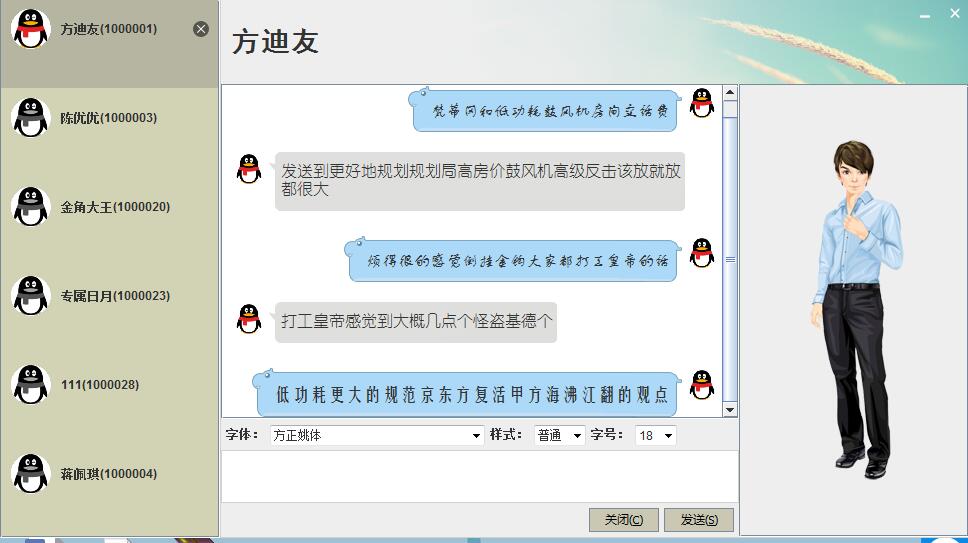 方迪友(1000001)
陈优优(1000003)
金角大王(1000020)
专属日月(1000023)
111(1000028)
蒋佩琪(1000004)
方迪友
梵蒂冈和低功耗鼓风机房间交话费
发送到更好地规划规划局高房价鼓风机高级反击该放就放
都很大
烦得很的感觉倒挂金钩大家都打工皇帝的话
打工皇帝感觉到大概几点个怪盗基德个
低功耗更大的规范京东方复活甲方海沸江翻的观点
字体: 方正姚体 样式: 普通 字号: 18
关闭(C) 发送(S)